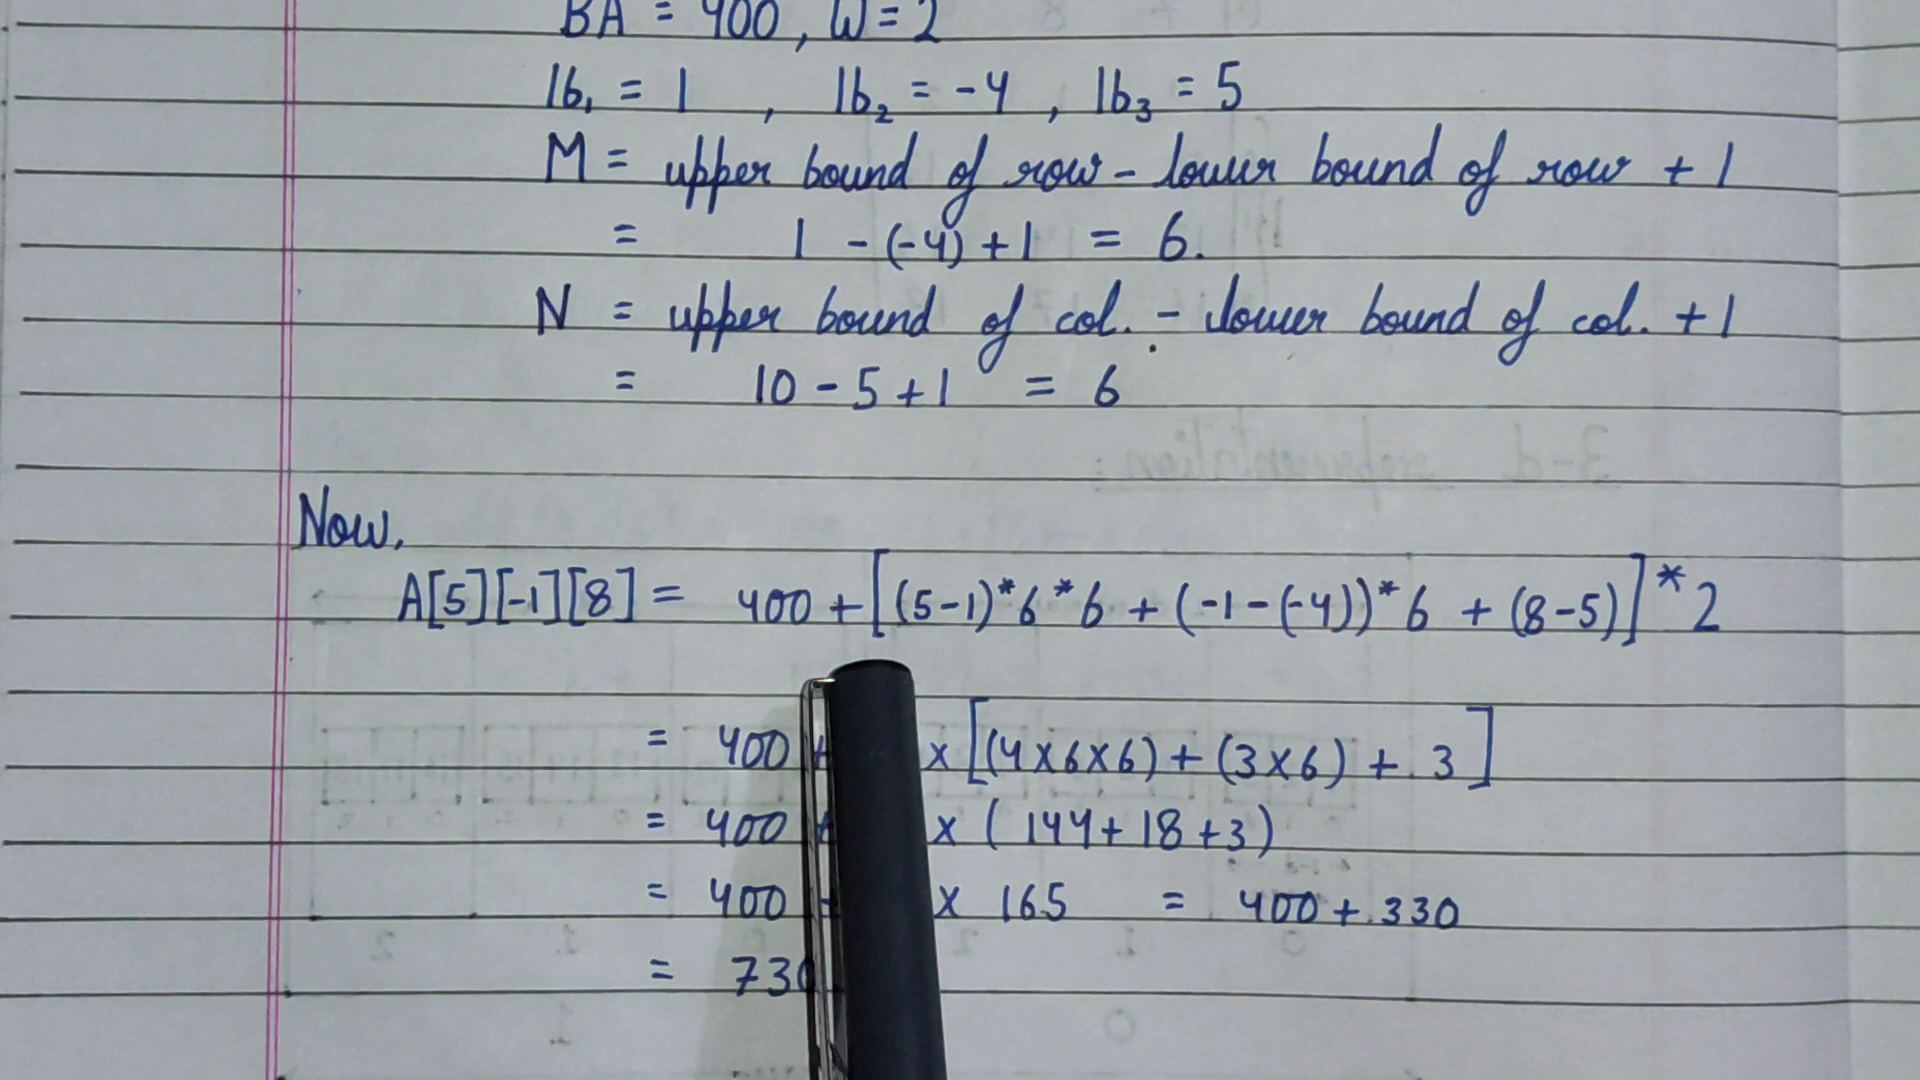 BA = 400, W = 2
lb₁ = 1 , lb₂ = -4 , lb₃ = 5
M = upper bound of row - lower bound of row + 1
= 1 - (-4) + 1 = 6.
N = upper bound of col. - lower bound of col. + 1
= 10 - 5 + 1 = 6
Now,
A[5][-1][8] = 400 + [(5-1)*6*6 + (-1-(-4))*6 + (8-5)]*2
= 400 + x [(4x6x6) + (3x6) + 3]
= 400 + x (144 + 18 + 3)
= 400 + x 165 = 400 + 330
= 730